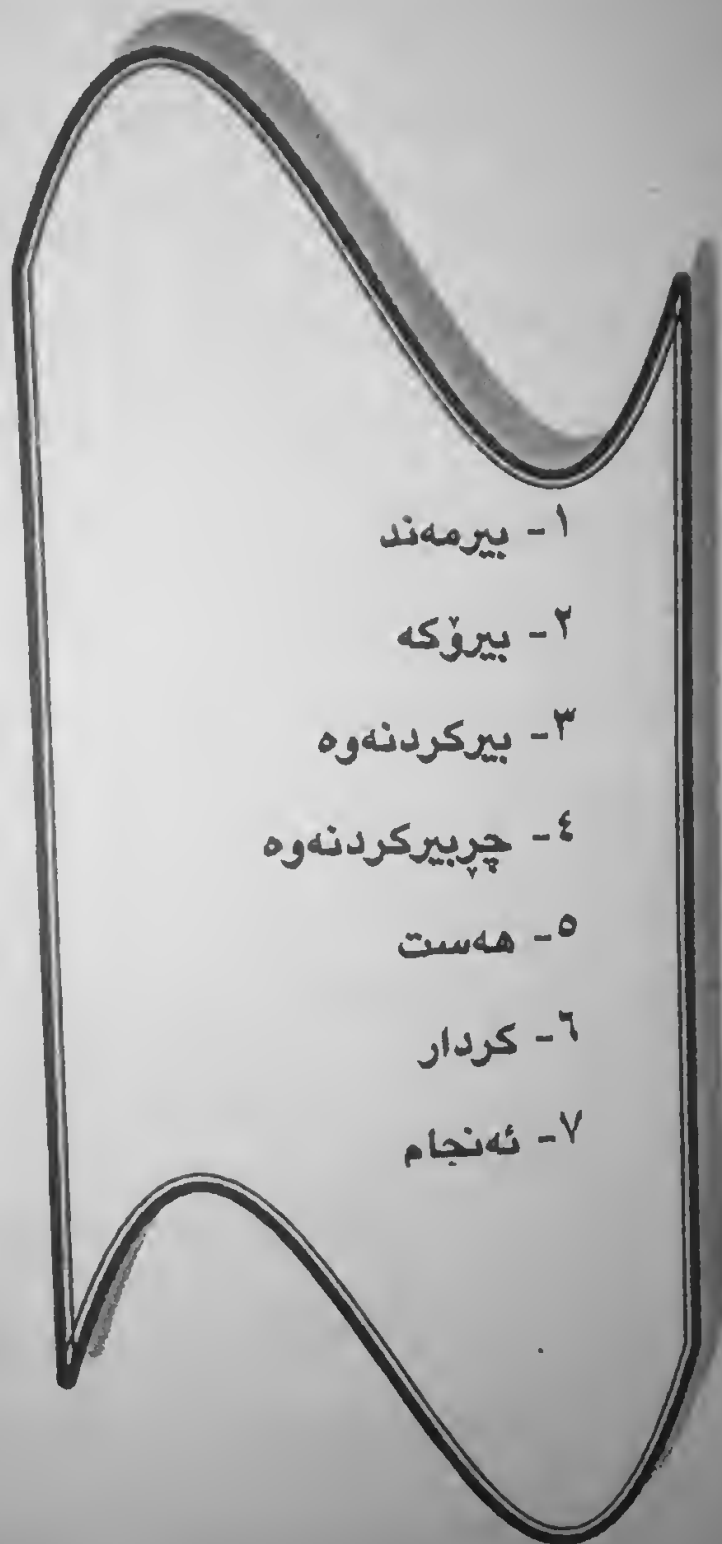 ١- بیرمەند
٢- بیرۆکە
٣- بیرکردنەوە
٤- چڕبیرکردنەوە
٥- هەست
٦- کردار
٧- ئەنجام